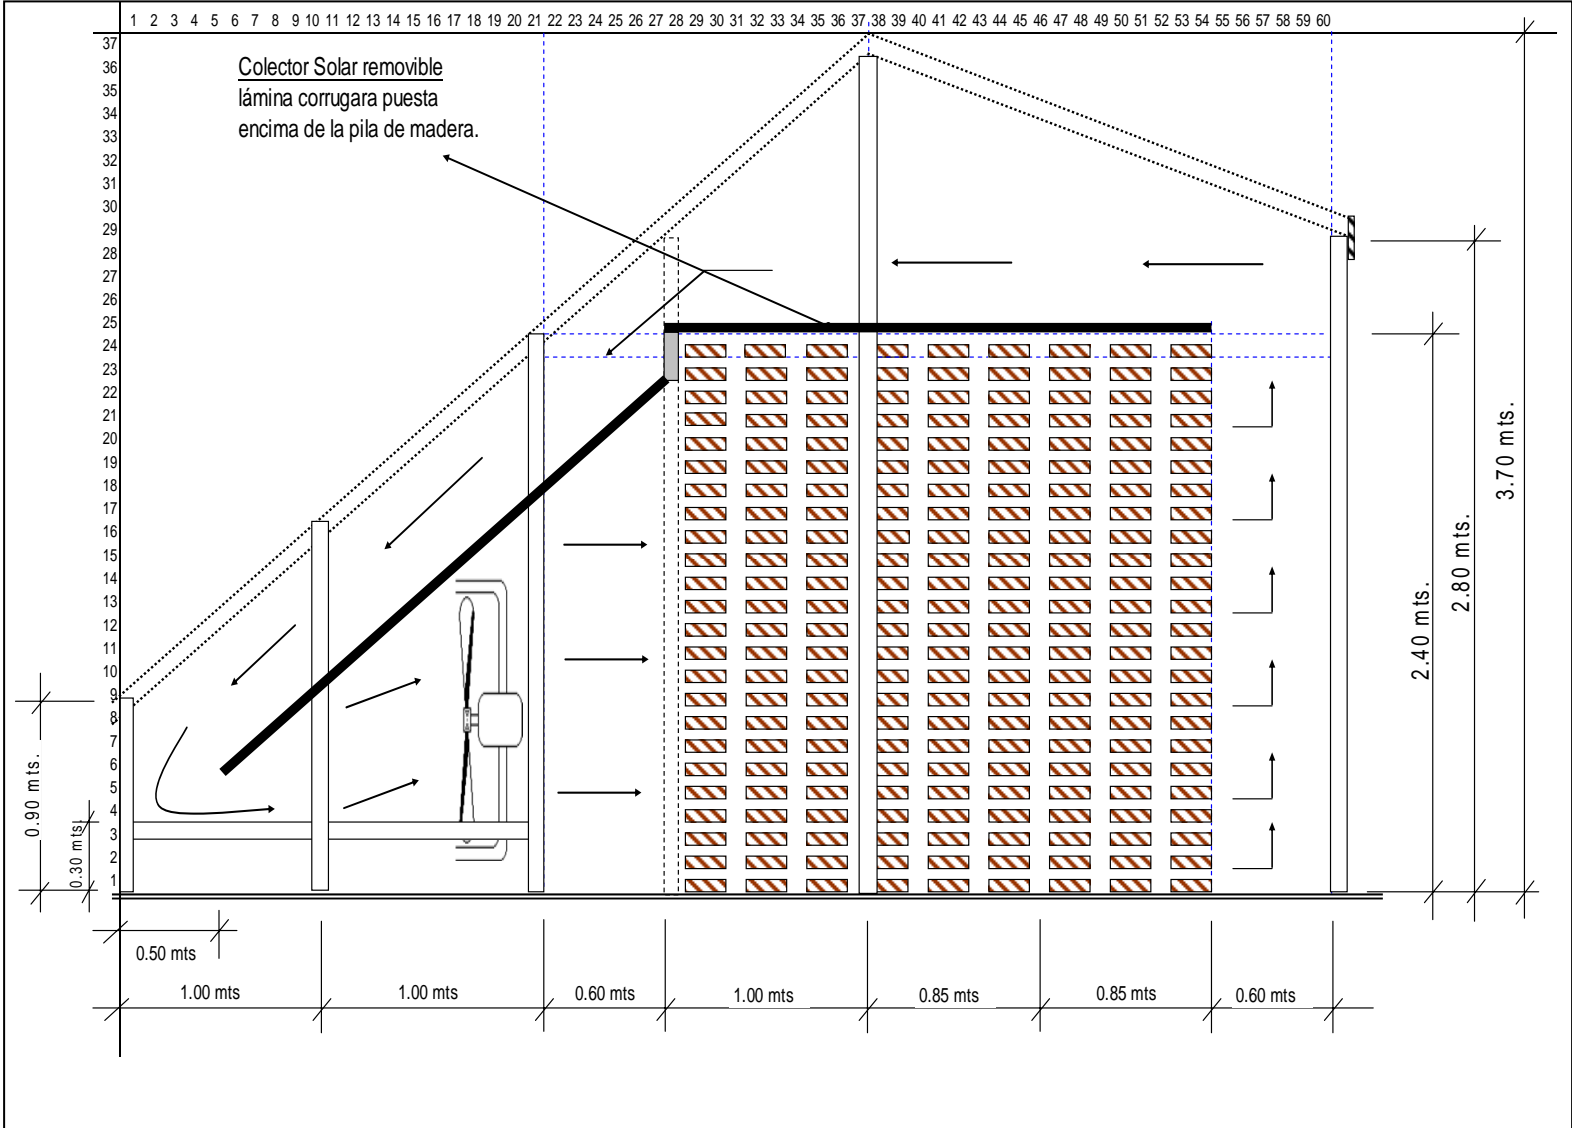 1 2 3 4 5 6 7 8 9 10 11 12 13 14 15 16 17 18 19 20 21 22 23 24 25 26 27 28 29 30 31 32 33 34 35 36 37 38 39 40 41 42 43 44 45 46 47 48 49 50 51 52 53 54 55 56 57 58 59 60
37
36
35
34
33
32
31
30
29
28
27
26
25
24
23
22
21
20
19
18
17
16
15
14
13
12
11
10
9
8
7
6
5
4
3
2
1
Colector Solar removible
lámina corrugara puesta
encima de la pila de madera.
0.90 mts.
0.30 mts.
2.40 mts.
2.80 mts.
3.70 mts.
0.50 mts
1.00 mts
1.00 mts
0.60 mts
1.00 mts
0.85 mts
0.85 mts
0.60 mts